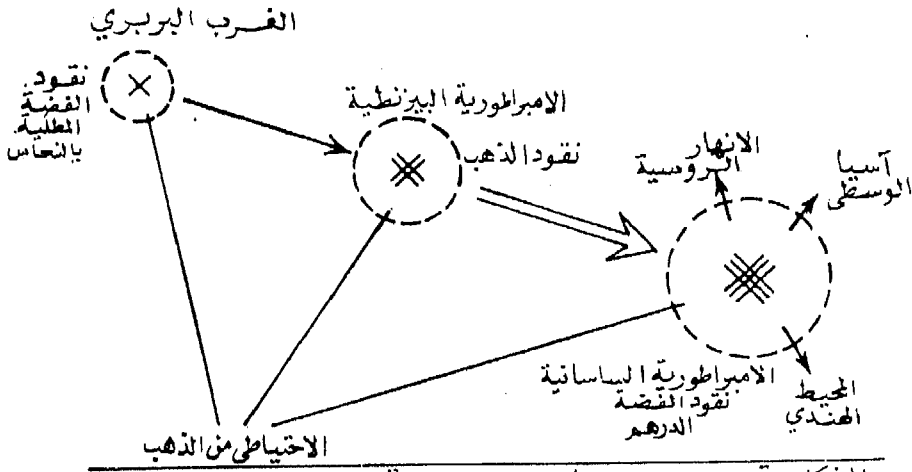 الغرب البربري
نقود
الفضة
المطلية
بالنحاس
الامبراطورية البيزنطية
نقود الذهب
الانهار
الروسية
آسيا
الوسطى
الامبراطورية الساسانية
نقود الفضة
الدرهم
المحيط
الهندي
الاحتياطي من الذهب